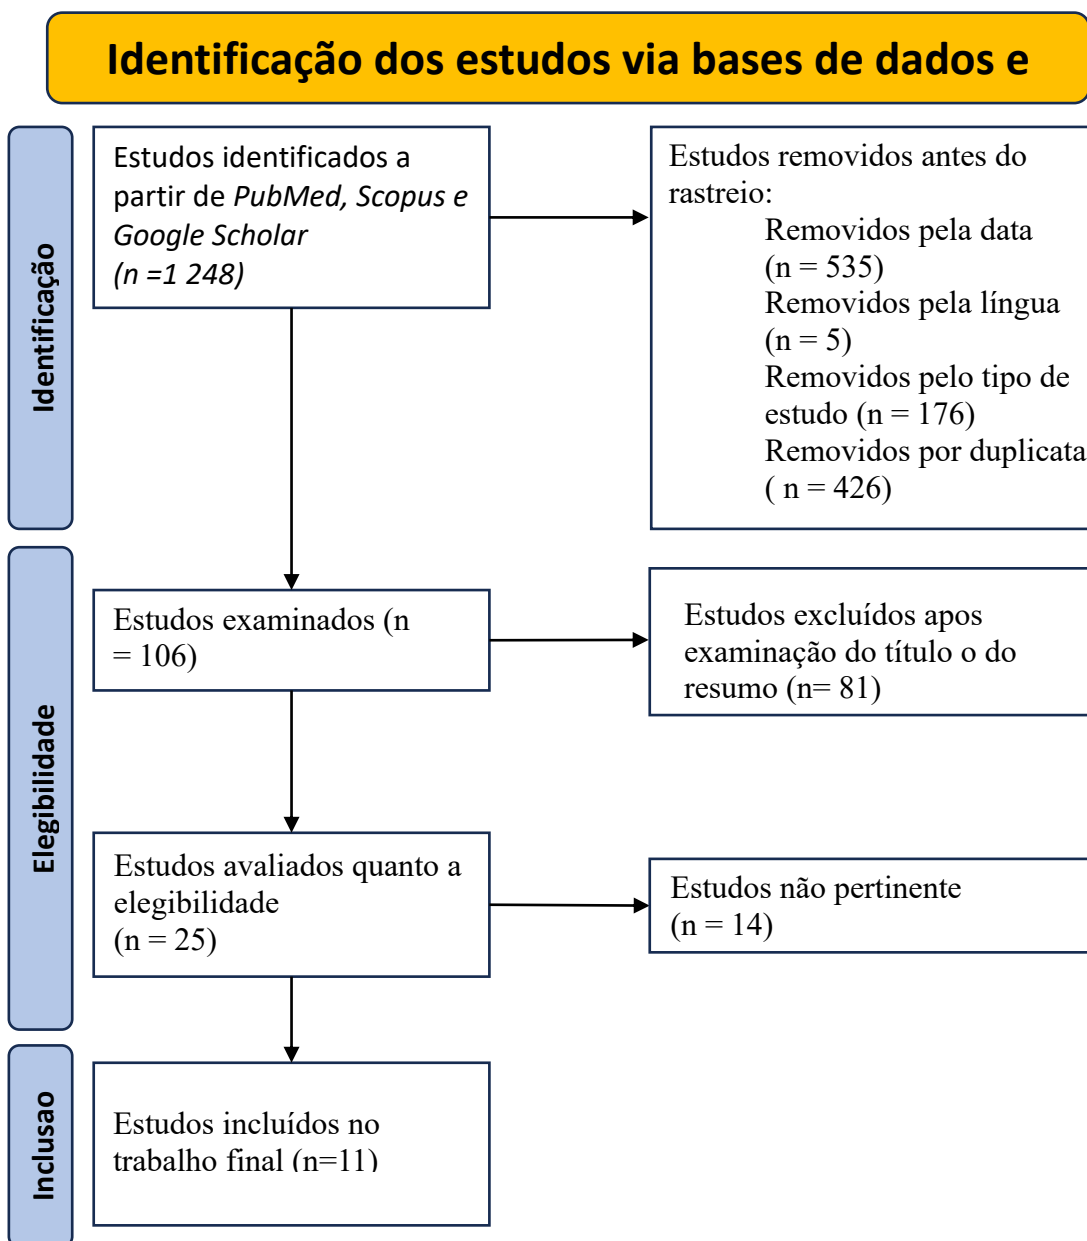 Identificação dos estudos via bases de dados e
Identificação
Estudos identificados a
partir de PubMed, Scopus e
Google Scholar
(n =1 248)
Estudos removidos antes do
rastreio:
Removidos pela data
(n = 535)
Removidos pela língua
(n = 5)
Removidos pelo tipo de
estudo (n = 176)
Removidos por duplicata
( n = 426)
Elegibilidade
Estudos examinados (n
= 106)
Estudos excluídos apos
examinação do título o do
resumo (n= 81)
Estudos avaliados quanto a
elegibilidade
(n = 25)
Estudos não pertinente
(n = 14)
Inclusao
Estudos incluídos no
trabalho final (n=11)